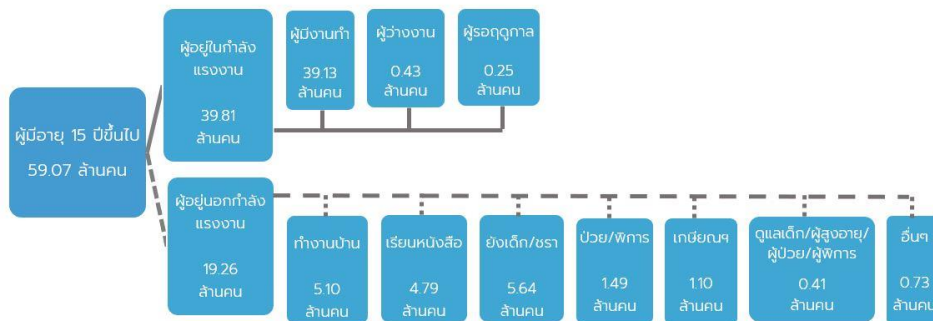 ผู้มีอายุ 15 ปีขึ้นไป
59.07 ล้านคน
ผู้อยู่ในกำลัง
แรงงาน
39.81
ล้านคน
ผู้มีงานทำ
39.13
ล้านคน
ผู้ว่างงาน
0.43
ล้านคน
ผู้รอฤดูกาล
0.25
ล้านคน
ผู้อยู่นอกกำลัง
แรงงาน
19.26
ล้านคน
ทำงานบ้าน
5.10
ล้านคน
เรียนหนังสือ
4.79
ล้านคน
ยังเด็ก/ชรา
5.64
ล้านคน
ป่วย/พิการ
1.49
ล้านคน
เกษียณฯ
1.10
ล้านคน
ดูแลเด็ก/ผู้สูงอายุ/
ผู้ป่วย/ผู้พิการ
0.41
ล้านคน
อื่นๆ
0.73
ล้านคน